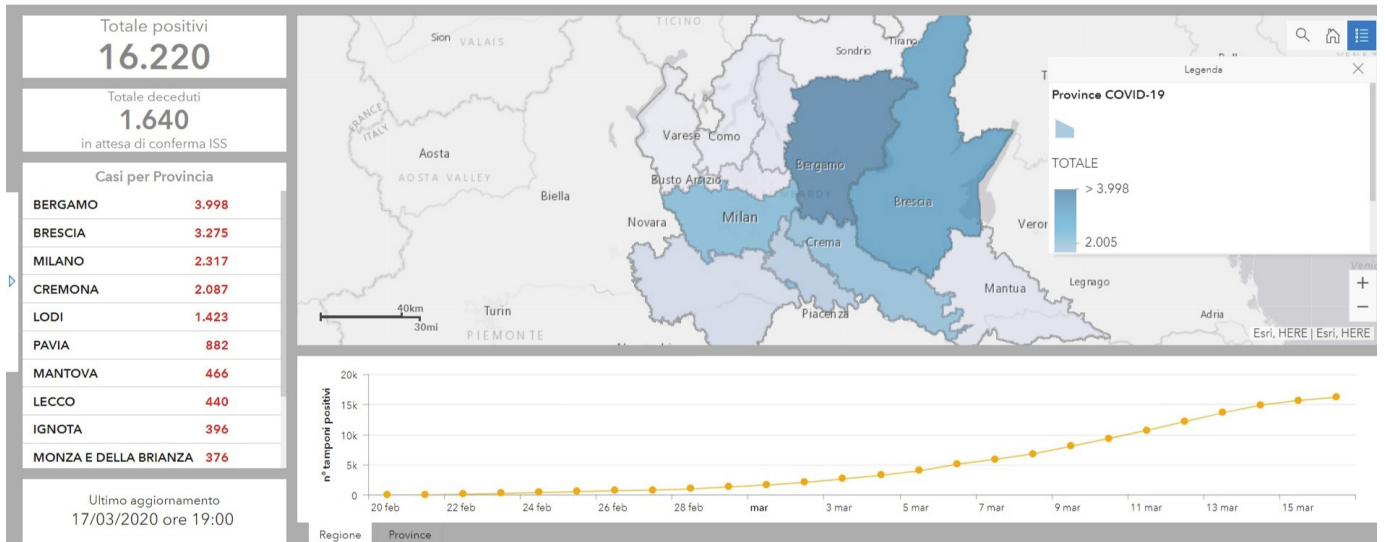 Totale positivi
16.220
Totale deceduti
1.640
in attesa di conferma ISS
Casi per Provincia
BERGAMO 3.998
BRESCIA 3.275
MILANO 2.317
CREMONA 2.087
LODI 1.423
PAVIA 882
MANTOVA 466
LECCO 440
IGNOTA 396
MONZA E DELLA BRIANZA 376
Ultimo aggiornamento
17/03/2020 ore 19:00
TICINO
Sion
VALAIS
Sondrio
Tirano
FRANCE
ITALY
Varese
Como
Aosta
AOSTA VALLEY
Bergamo
Busto Arsizio
Biella
Brescia
Novara
Milan
Crema
Mantua
Legnago
Turin
Piacenza
Adria
PIEMONTE
40km
30mi
Legenda
Province COVID-19
TOTALE
> 3.998
2.005
+
−
Esri, HERE | Esri, HERE
n° tamponi positivi
20k
15k
10k
5k
0
20 feb 22 feb 24 feb 26 feb 28 feb mar 3 mar 5 mar 7 mar 9 mar 11 mar 13 mar 15 mar
Regione Province